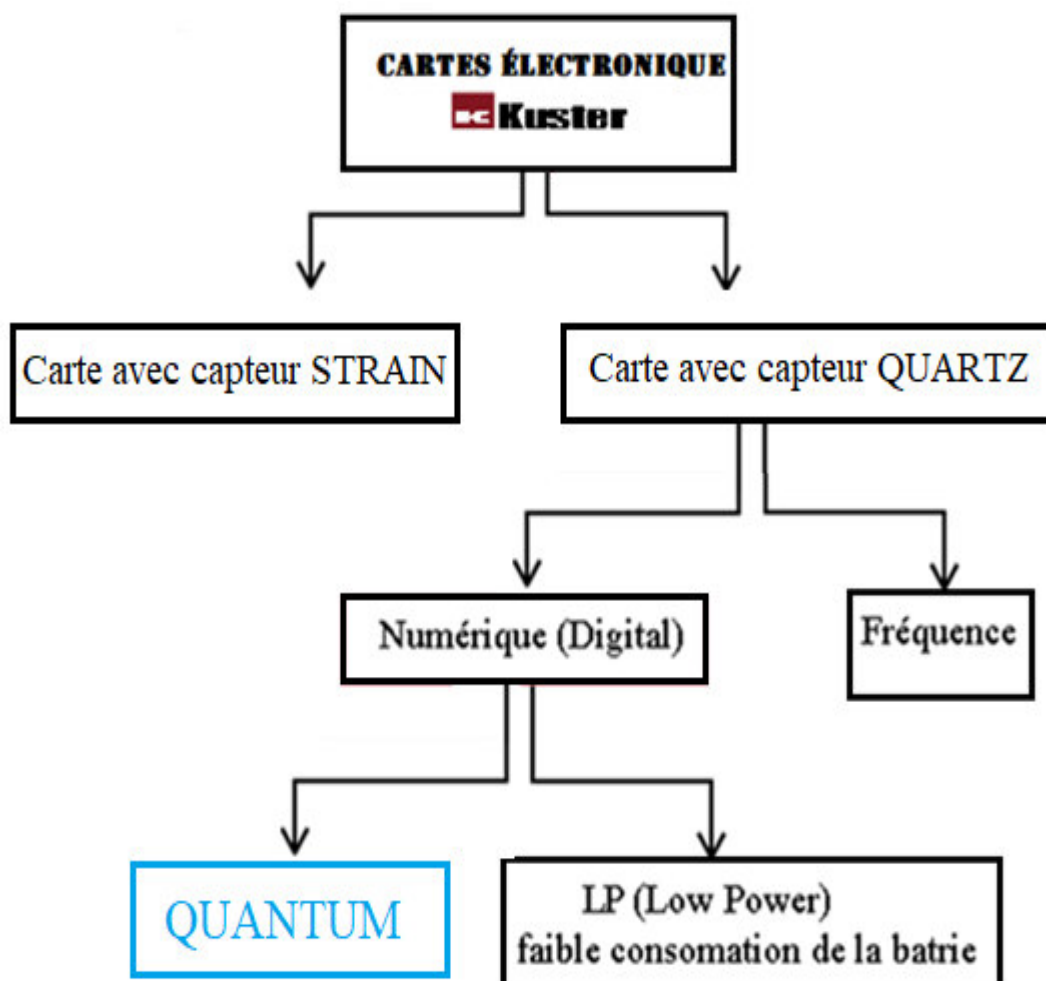 CARTES ÉLECTRONIQUE
Kuster
Carte avec capteur STRAIN
Carte avec capteur QUARTZ
Numérique (Digital)
Fréquence
QUANTUM
LP (Low Power)
faible consomation de la batrie